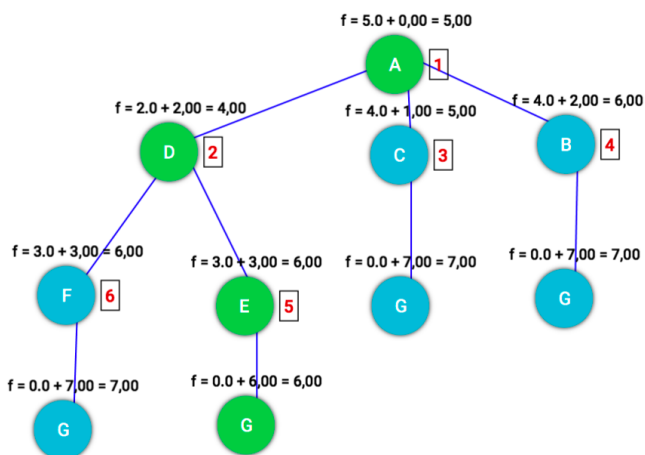 f = 5.0 + 0,00 = 5,00
A
1
f = 2.0 + 2,00 = 4,00
D
2
f = 4.0 + 1,00 = 5,00
C
3
f = 4.0 + 2,00 = 6,00
B
4
f = 3.0 + 3,00 = 6,00
F
6
f = 3.0 + 3,00 = 6,00
E
5
f = 0.0 + 7,00 = 7,00
G
f = 0.0 + 7,00 = 7,00
G
f = 0.0 + 7,00 = 7,00
G
f = 0.0 + 6,00 = 6,00
G